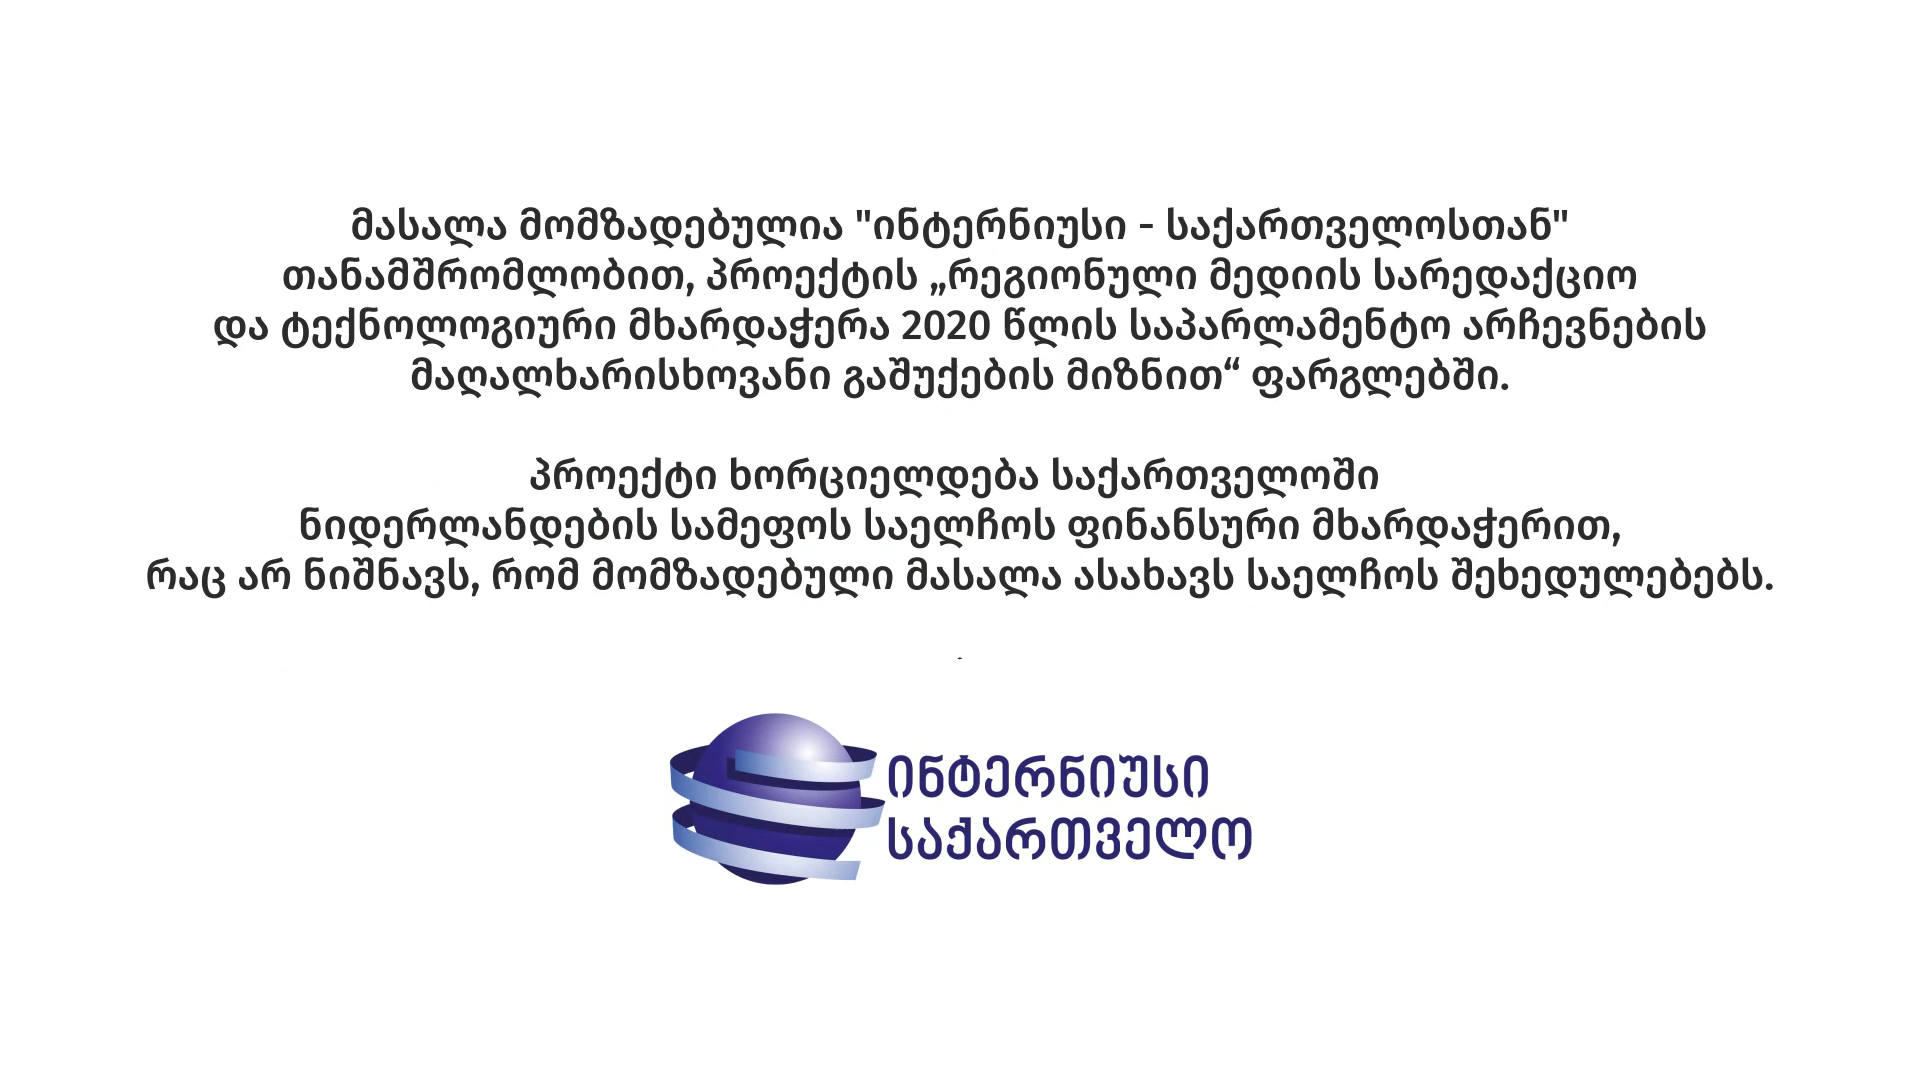 მასალა მომზადებულია "ინტერნიუსი - საქართველოსთან"
თანამშრომლობით, პროექტის „რეგიონული მედიის სარედაქციო
და ტექნოლოგიური მხარდაჭერა 2020 წლის საპარლამენტო არჩევნების
მაღალხარისხოვანი გაშუქების მიზნით“ ფარგლებში.
პროექტი ხორციელდება საქართველოში
ნიდერლანდების სამეფოს საელჩოს ფინანსური მხარდაჭერით,
რაც არ ნიშნავს, რომ მომზადებული მასალა ასახავს საელჩოს შეხედულებებს.
ინტერნიუსი
საქართველო